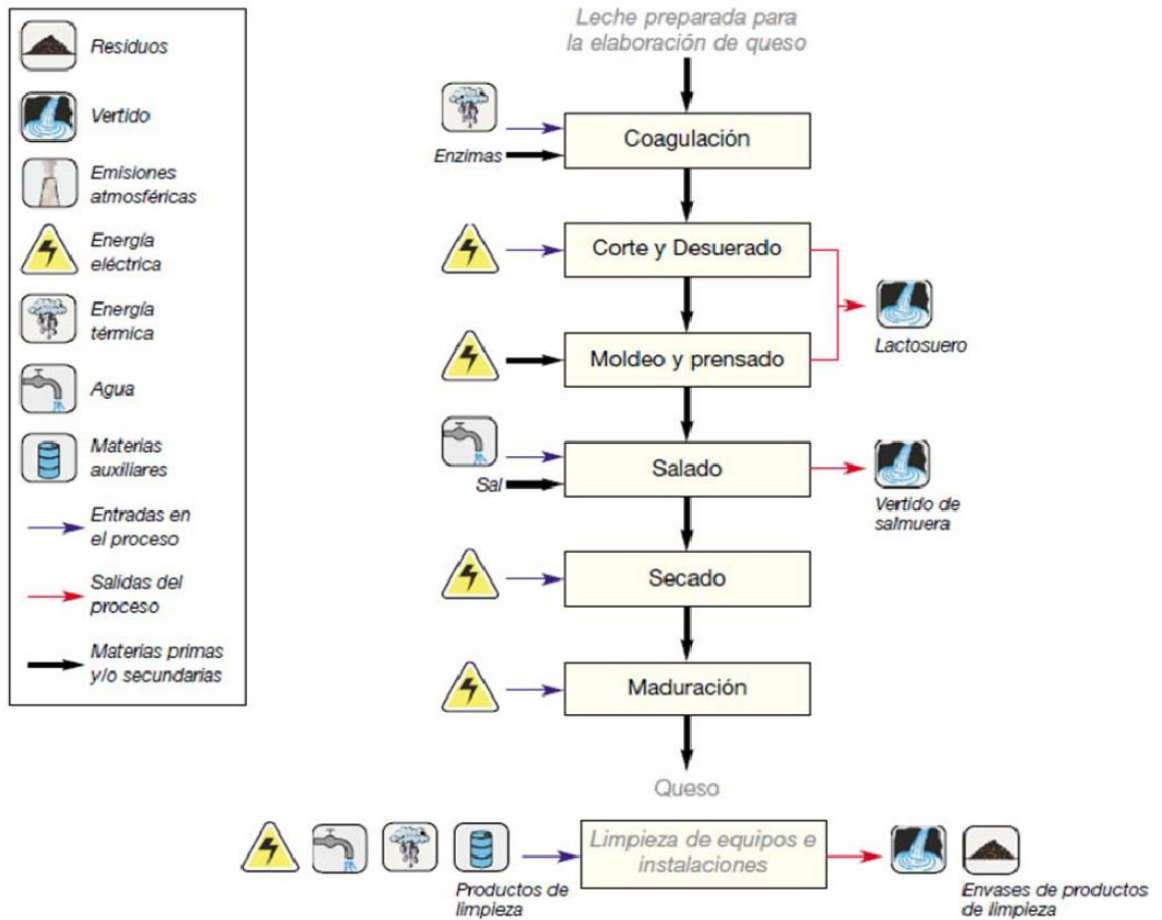 Residuos
Vertido
Emisiones
atmosféricas
Energía
eléctrica
Energía
térmica
Agua
Materias
auxiliares
Entradas en
el proceso
Salidas del
proceso
Materias primas
y/o secundarias
Leche preparada para
la elaboración de queso
Enzimas
Coagulación
Corte y Desuerado
Lactosuero
Moldeo y prensado
Sal
Salado
Vertido de
salmuera
Secado
Maduración
Queso
Productos de
limpieza
Limpieza de equipos e
instalaciones
Envases de productos
de limpieza